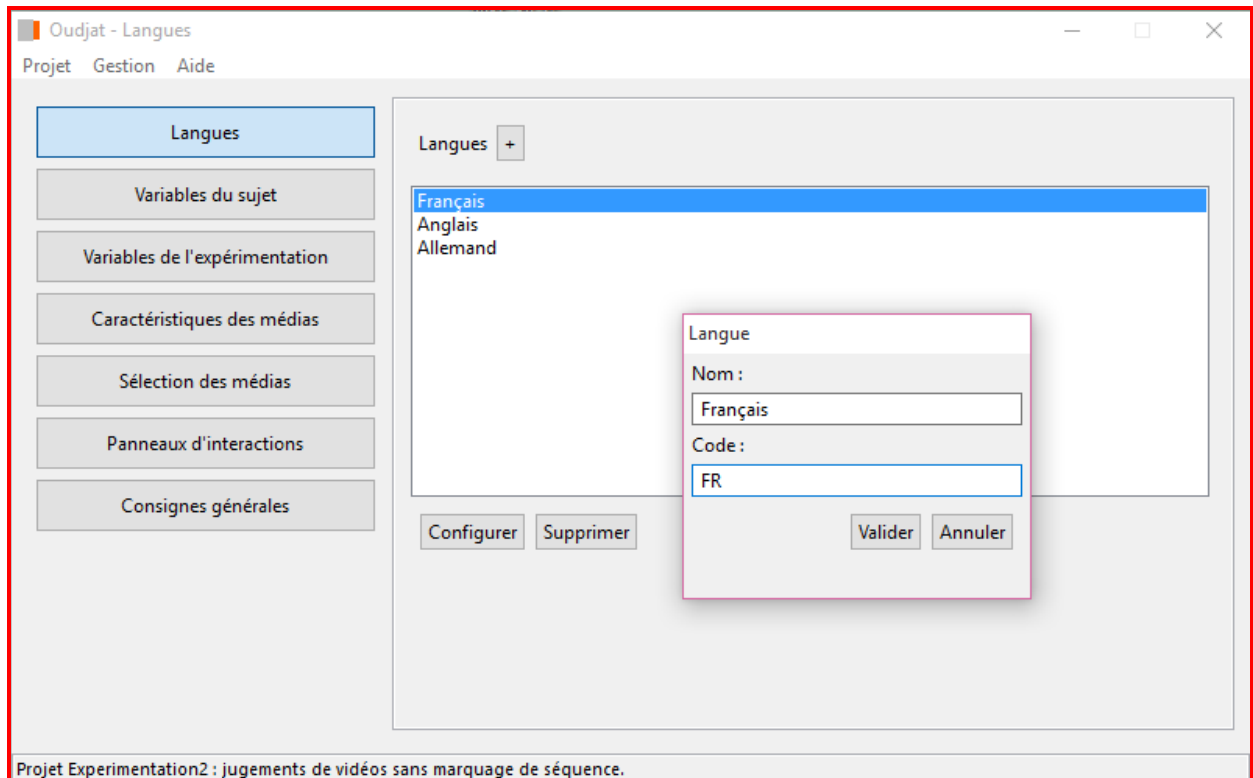 Oudjat - Langues
Projet Gestion Aide
Langues
Variables du sujet
Variables de l'expérimentation
Caractéristiques des médias
Sélection des médias
Panneaux d'interactions
Consignes générales
Langues +
Français
Anglais
Allemand
Configurer Supprimer
Langue
Nom :
Français
Code :
FR
Valider Annuler
Projet Experimentation2 : jugements de vidéos sans marquage de séquence.